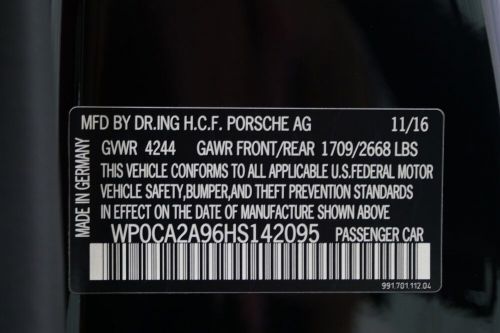 MFD BY DR.ING H.C.F. PORSCHE AG 11/16
GVWR 4244 GAWR FRONT/REAR 1709/2668 LBS
THIS VEHICLE CONFORMS TO ALL APPLICABLE U.S.FEDERAL MOTOR
VEHICLE SAFETY,BUMPER,AND THEFT PREVENTION STANDARDS
IN EFFECT ON THE DATE OF MANUFACTURE SHOWN ABOVE.
WP0CA2A96HS142095 PASSENGER CAR
991.701.112.04
MADE IN GERMANY